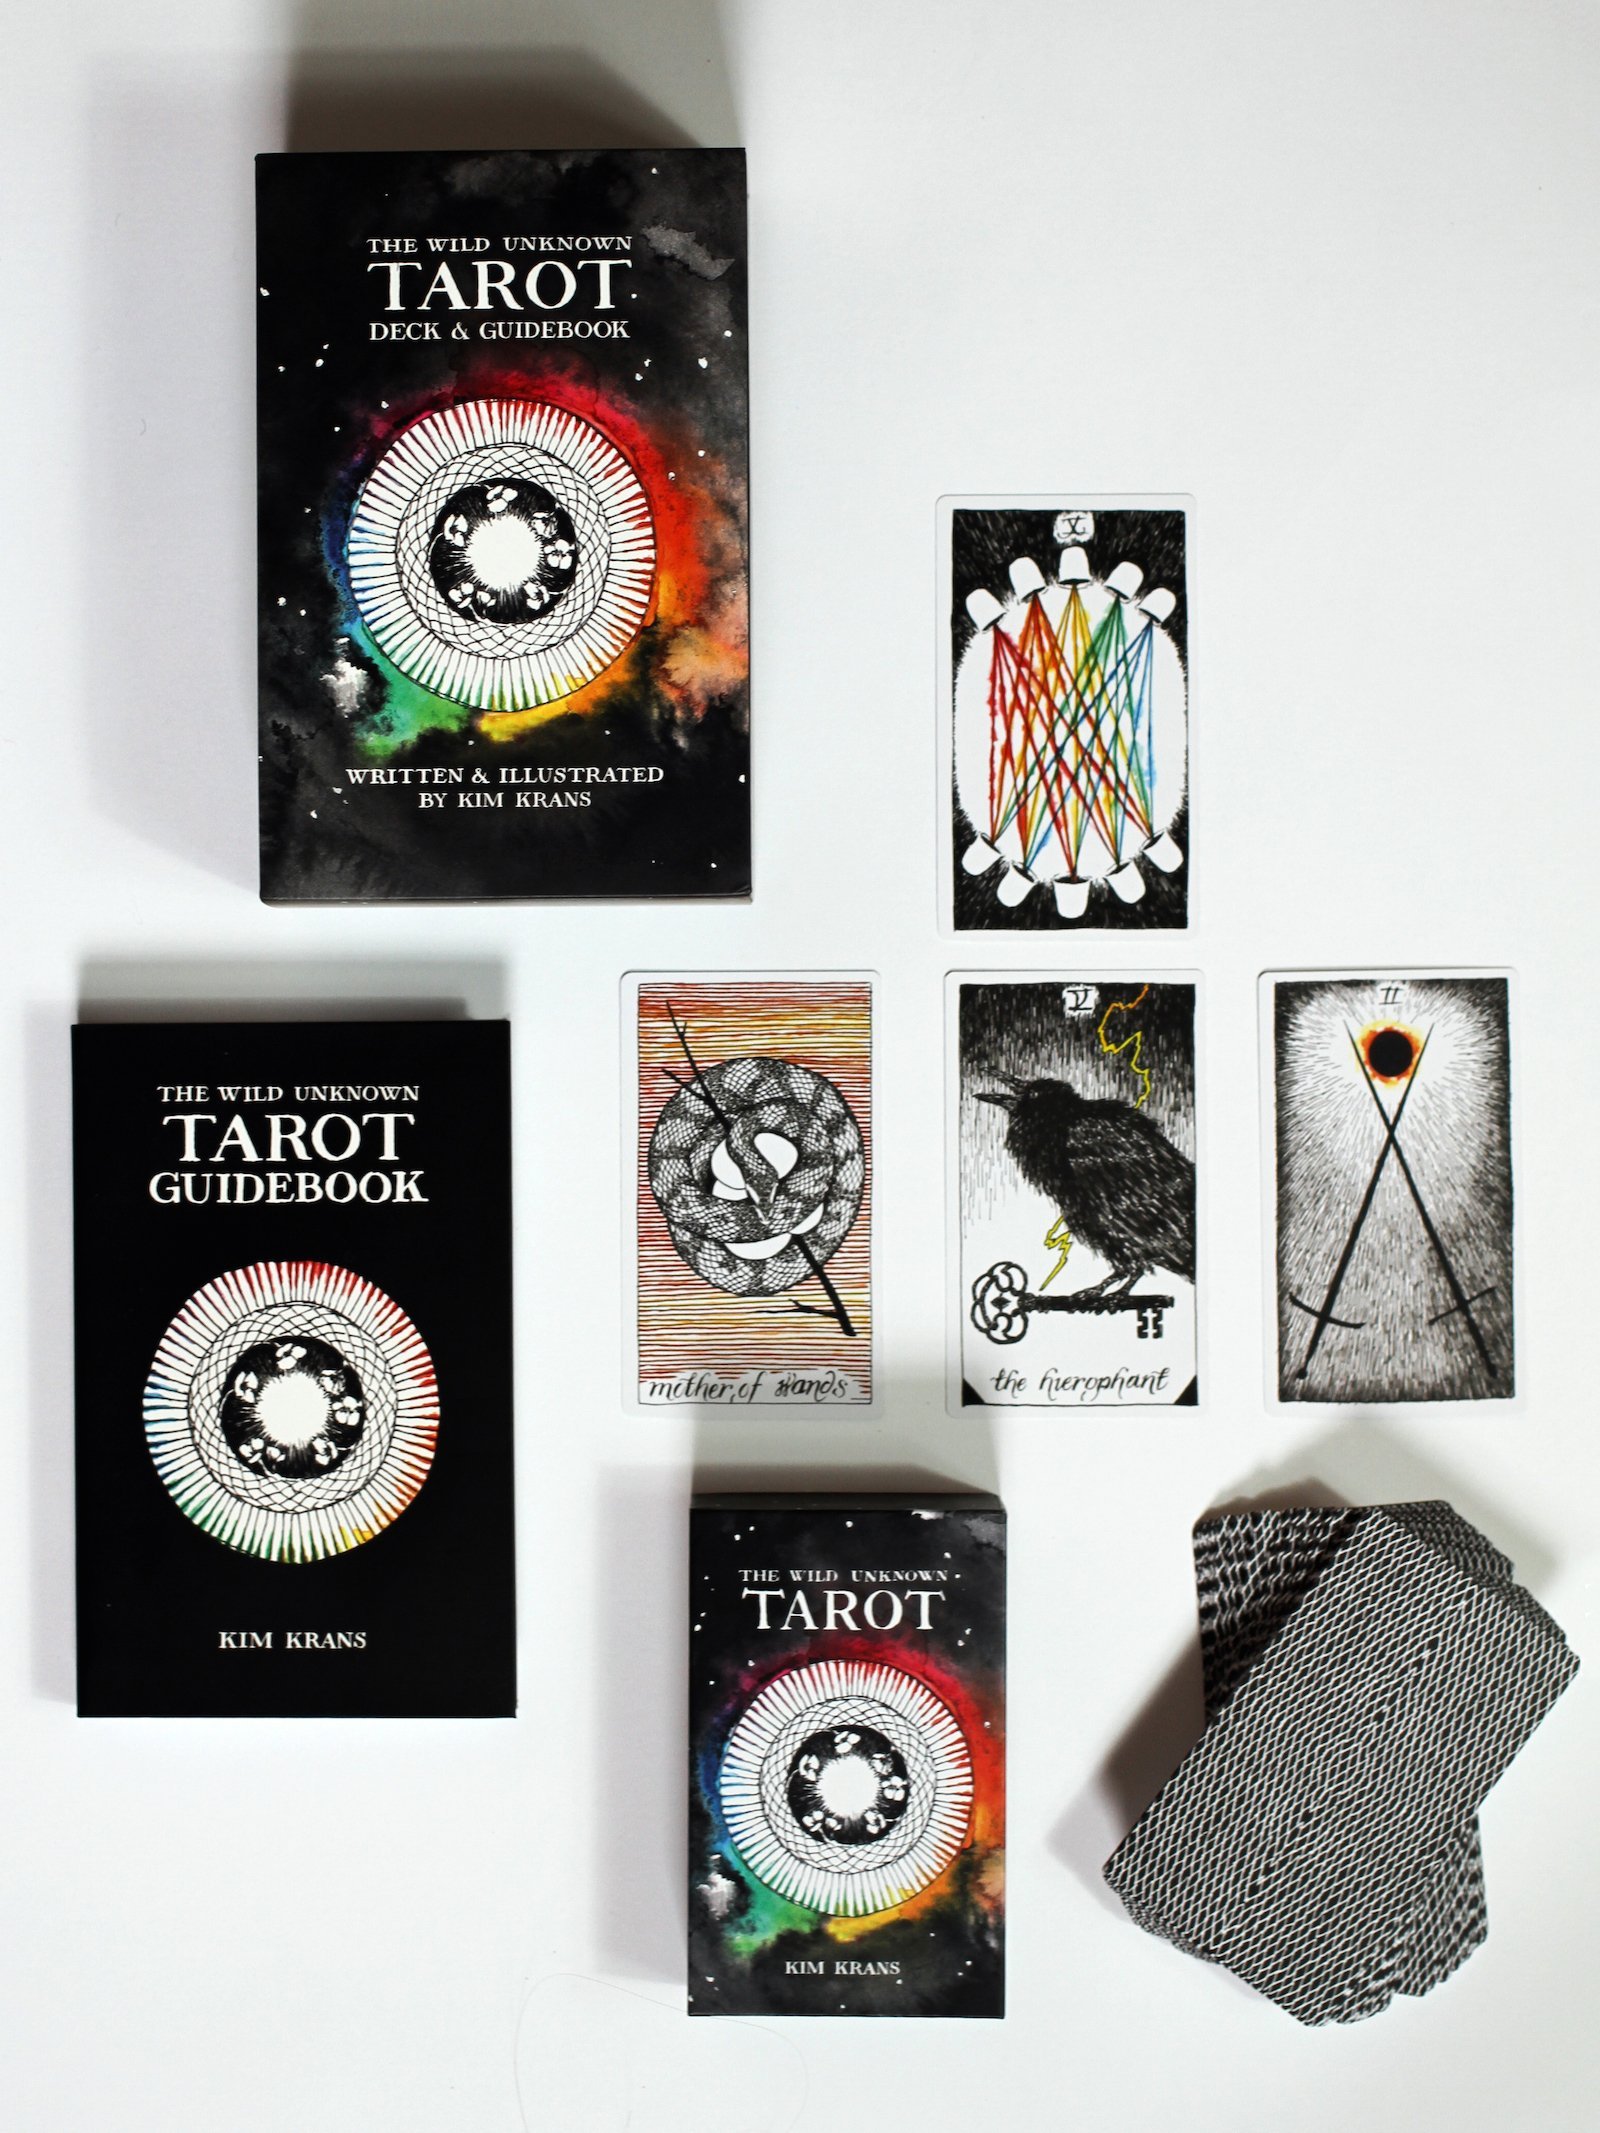 THE WILD UNKNOWN
TAROT
DECK & GUIDEBOOK
WRITTEN & ILLUSTRATED
BY KIM KRANS
X
mother of wands
V
the hierophant
II
THE WILD UNKNOWN
TAROT
GUIDEBOOK
KIM KRANS
THE WILD UNKNOWN
TAROT
KIM KRANS